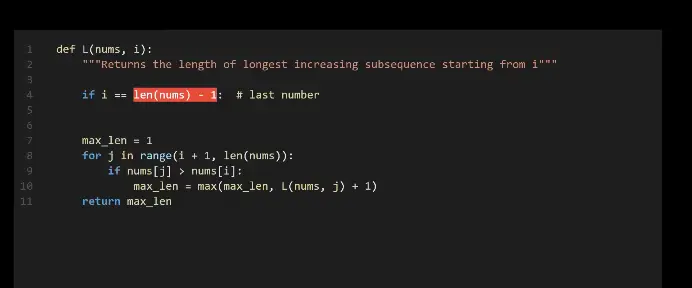 1 def L(nums, i):
2 """Returns the length of longest increasing subsequence starting from i"""
3
4 if i == len(nums) - 1: # last number
5
6
7 max_len = 1
8 for j in range(i + 1, len(nums)):
9 if nums[j] > nums[i]:
10 max_len = max(max_len, L(nums, j) + 1)
11 return max_len